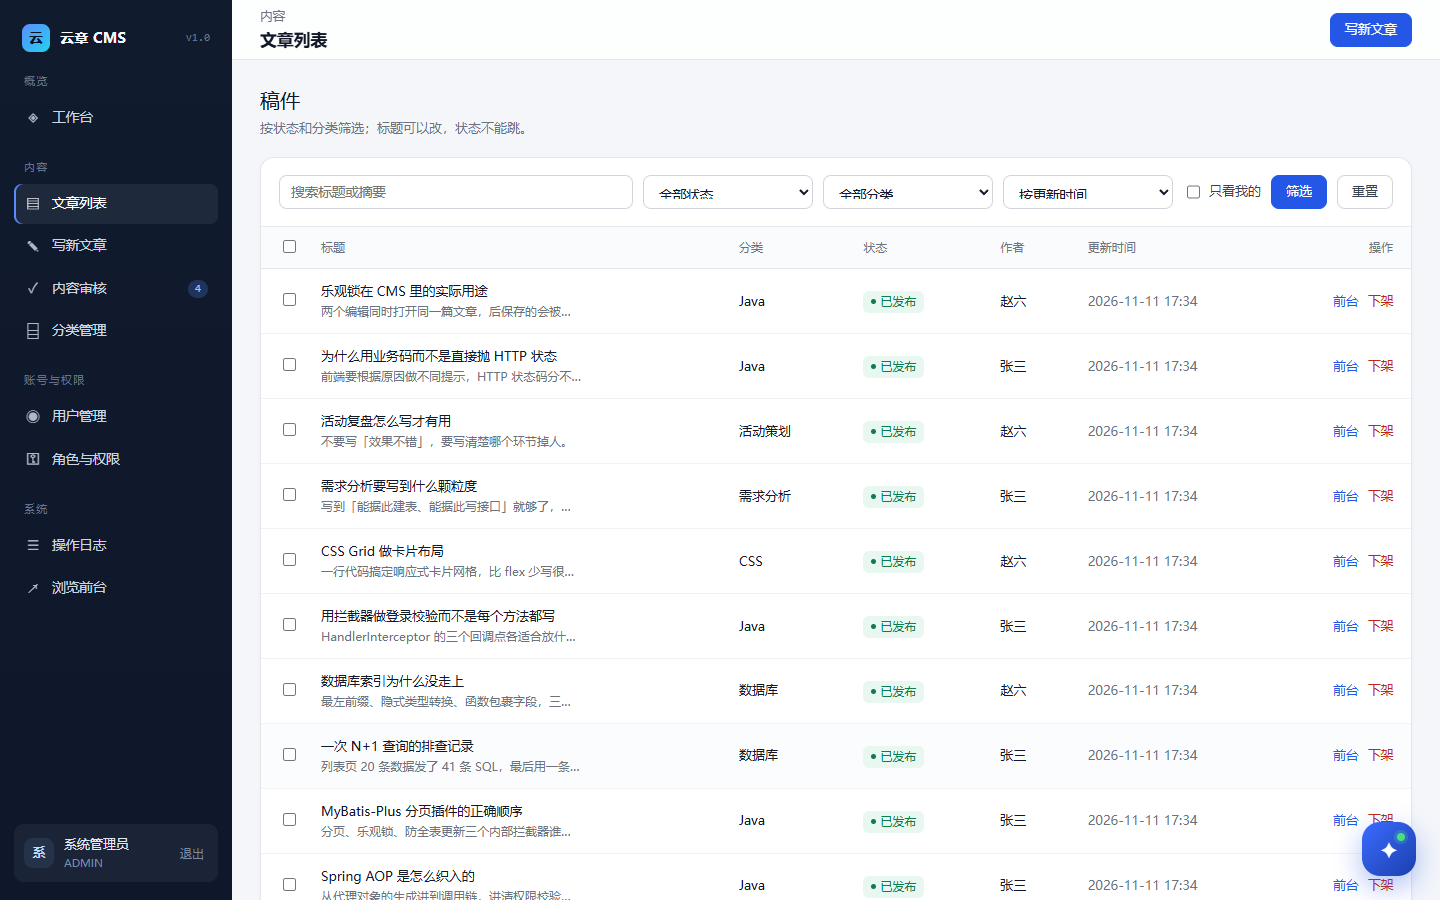 云 云章 CMS v1.0
概览
工作台
内容
文章列表
写新文章
内容审核 4
分类管理
账号与权限
用户管理
角色与权限
系统
操作日志
浏览前台
系 系统管理员
ADMIN
退出
内容
文章列表
写新文章
稿件
按状态和分类筛选；标题可以改，状态不能跳。
搜索标题或摘要 全部状态 全部分类 按更新时间 只看我的 筛选 重置
标题 分类 状态 作者 更新时间 操作
乐观锁在 CMS 里的实际用途
两个编辑同时打开同一篇文章，后保存的会被...
Java 已发布 赵六 2026-11-11 17:34 前台 下架
为什么用业务码而不是直接抛 HTTP 状态
前端要根据原因做不同提示，HTTP 状态码分不...
Java 已发布 张三 2026-11-11 17:34 前台 下架
活动复盘怎么写才有用
不要写「效果不错」，要写清楚哪个环节掉人。
活动策划 已发布 赵六 2026-11-11 17:34 前台 下架
需求分析要写到什么颗粒度
写到「能据此建表、能据此写接口」就够了，...
需求分析 已发布 张三 2026-11-11 17:34 前台 下架
CSS Grid 做卡片布局
一行代码搞定响应式卡片网格，比 flex 少写很...
CSS 已发布 赵六 2026-11-11 17:34 前台 下架
用拦截器做登录校验而不是每个方法都写
HandlerInterceptor 的三个回调点各适合放什...
Java 已发布 张三 2026-11-11 17:34 前台 下架
数据库索引为什么没走上
最左前缀、隐式类型转换、函数包裹字段，三...
数据库 已发布 赵六 2026-11-11 17:34 前台 下架
一次 N+1 查询的排查记录
列表页 20 条数据发了 41 条 SQL，最后用一条...
数据库 已发布 张三 2026-11-11 17:34 前台 下架
MyBatis-Plus 分页插件的正确顺序
分页、乐观锁、防全表更新三个内部拦截器谁...
Java 已发布 张三 2026-11-11 17:34 前台 下架
Spring AOP 是怎么织入的
从代理对象的生成讲到调用链，讲清权限校验...
Java 已发布 张三 2026-11-11 17:34 前台 下架